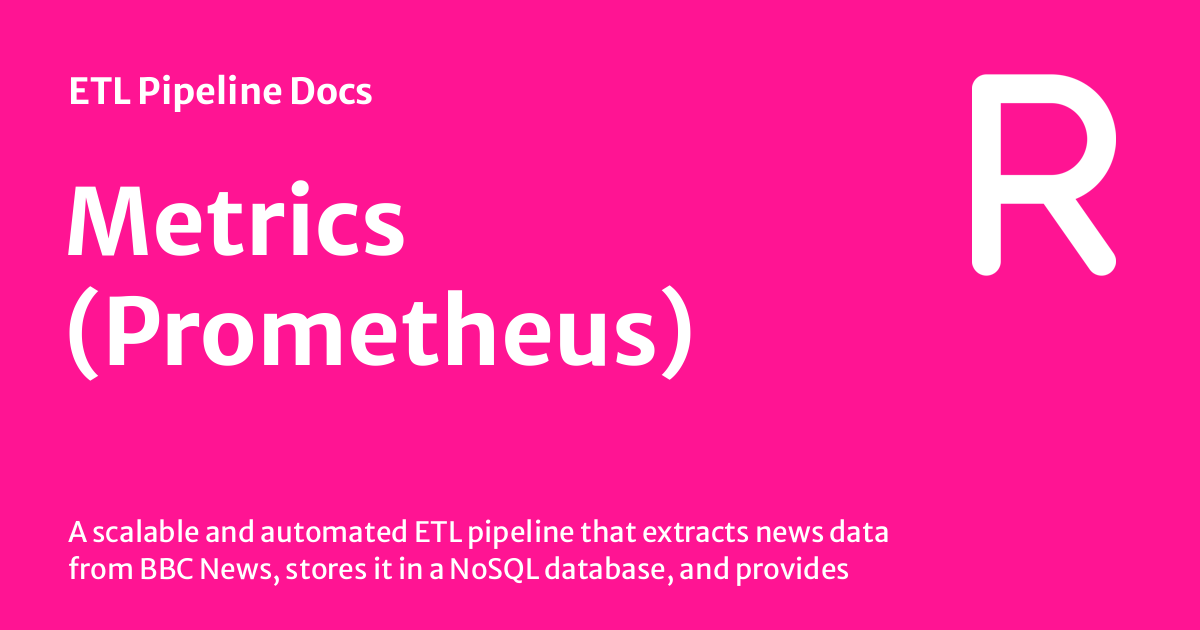 ETL Pipeline Docs
R
Metrics
(Prometheus)
A scalable and automated ETL pipeline that extracts news data
from BBC News, stores it in a NoSQL database, and provides